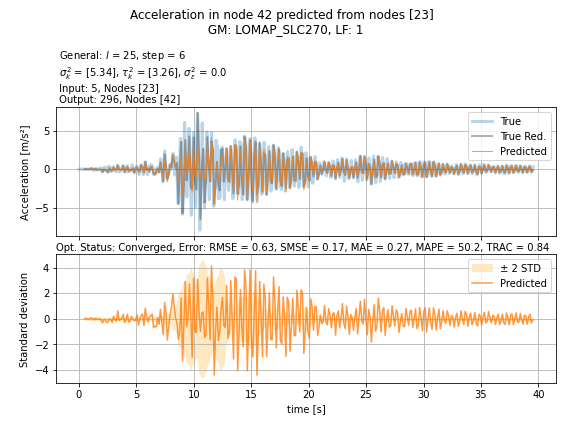 Acceleration in node 42 predicted from nodes [23]
GM: LOMAP_SLC270, LF: 1
General: l = 25, step = 6
σ²ₖ = [5.34], τ²ₖ = [3.26], σ²ε = 0.0
Input: 5, Nodes [23]
Output: 296, Nodes [42]
Acceleration [m/s²]
5
0
−5
True
True Red.
Predicted
Opt. Status: Converged, Error: RMSE = 0.63, SMSE = 0.17, MAE = 0.27, MAPE = 50.2, TRAC = 0.84
Standard deviation
4
2
0
−2
−4
± 2 STD
Predicted
0 5 10 15 20 25 30 35 40
time [s]